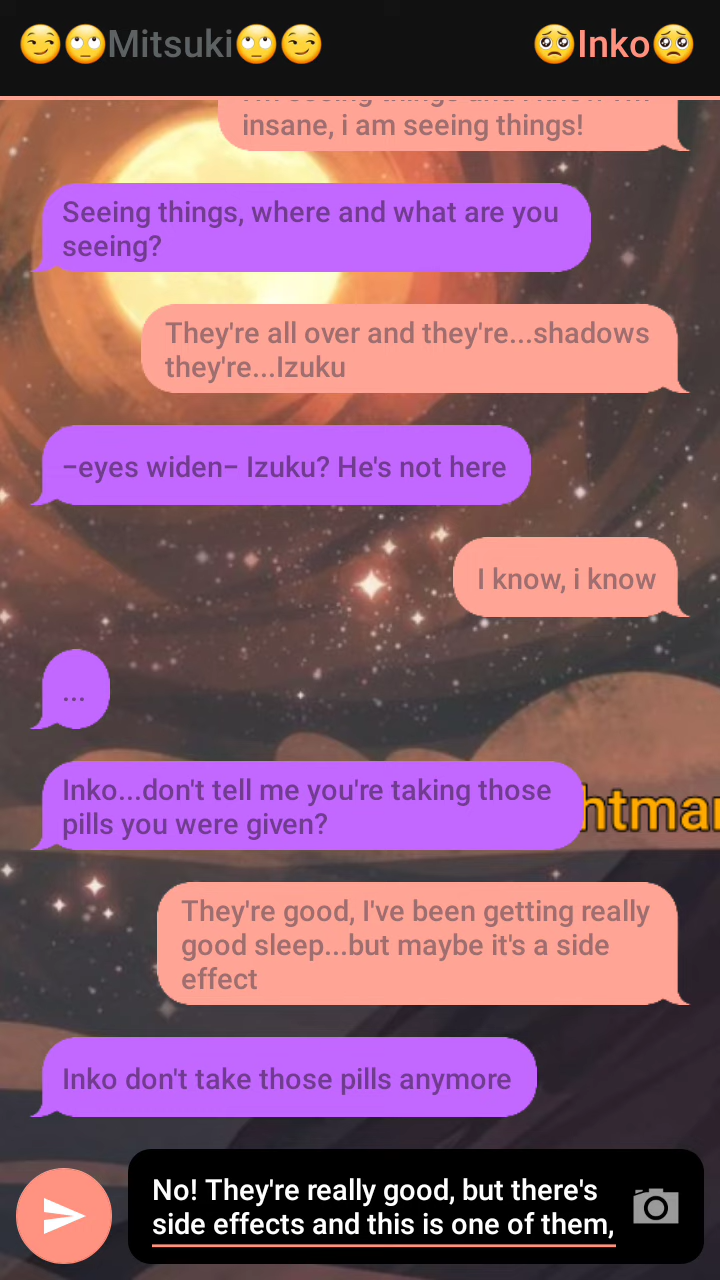 😏🙄Mitsuki🙄😏
🥺Inko🥺
insane, i am seeing things!
Seeing things, where and what are you
seeing?
They're all over and they're...shadows
they're...Izuku
–eyes widen– Izuku? He's not here
I know, i know
...
Inko...don't tell me you're taking those
pills you were given?
htmar
They're good, I've been getting really
good sleep...but maybe it's a side
effect
Inko don't take those pills anymore
No! They're really good, but there's
side effects and this is one of them,